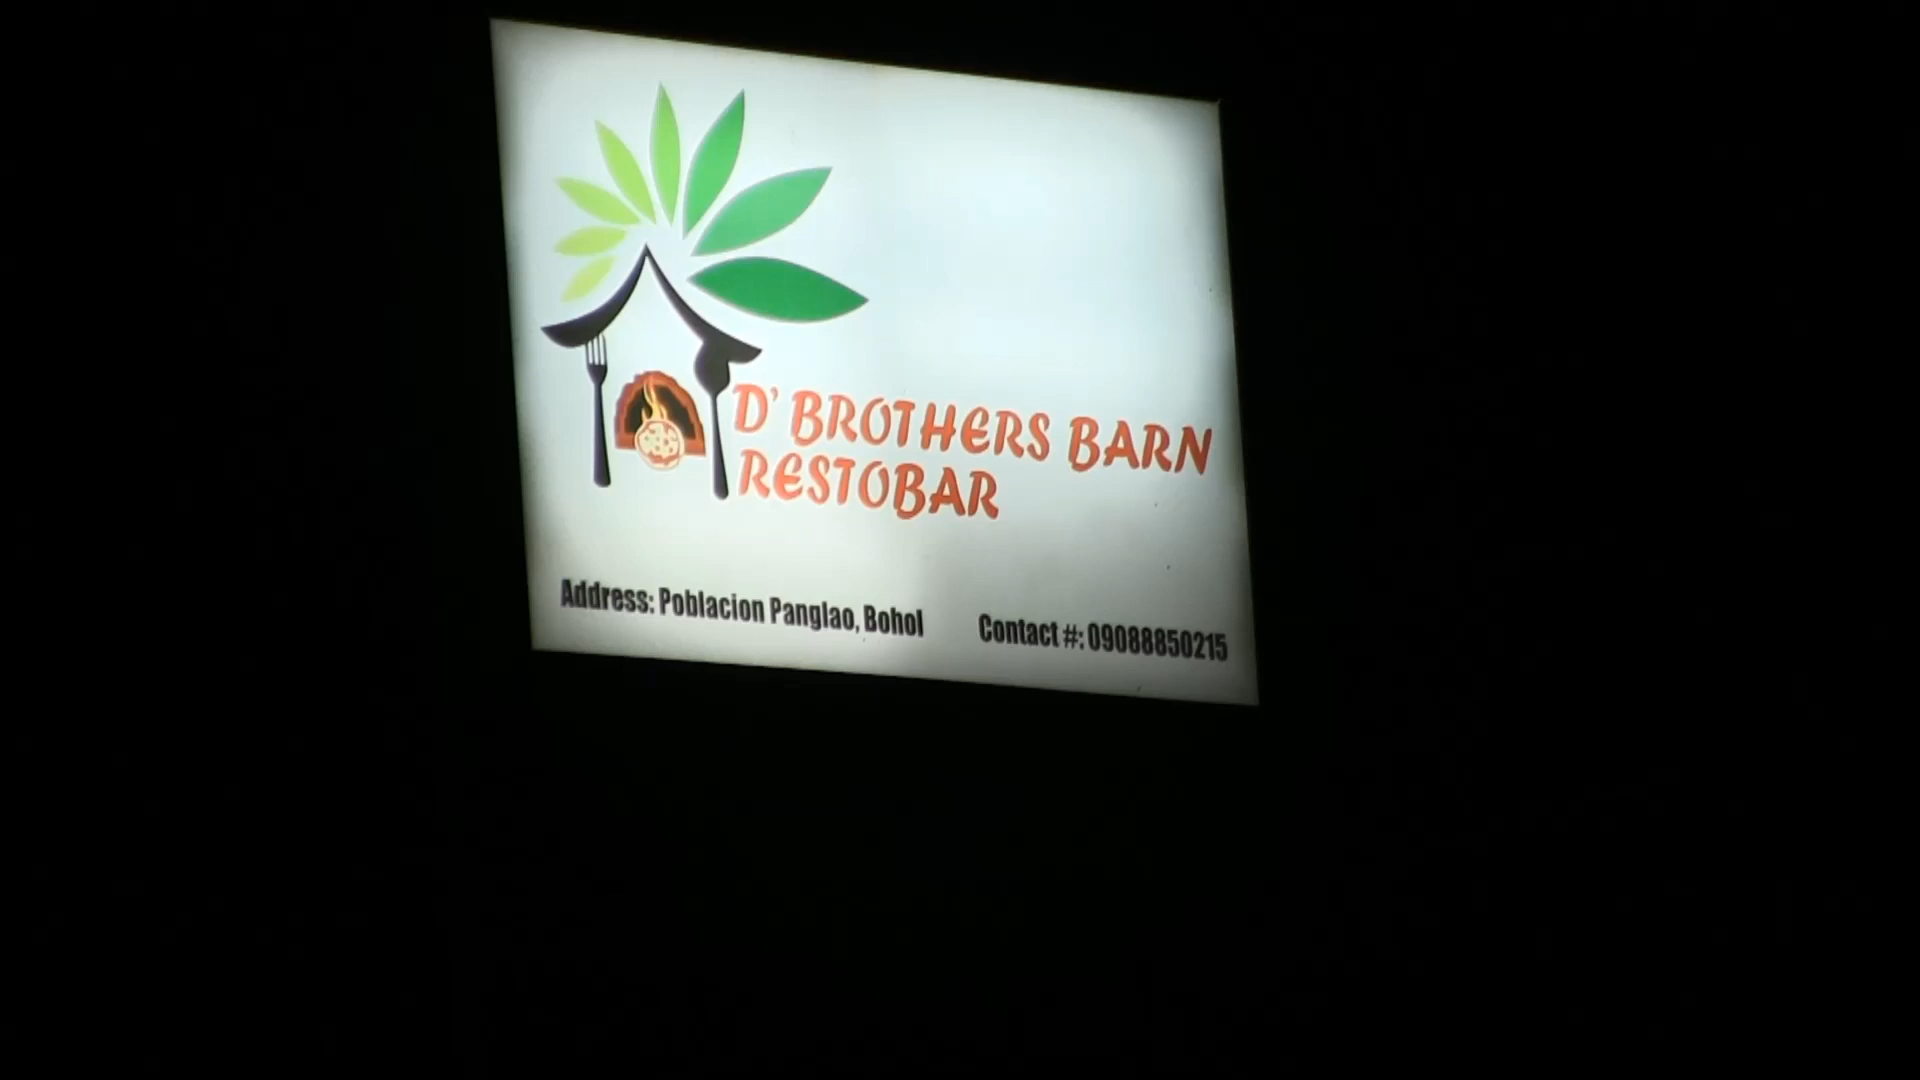 D' BROTHERS BARN
RESTOBAR
Address: Poblacion Panglao, Bohol
Contact #: 09088850215